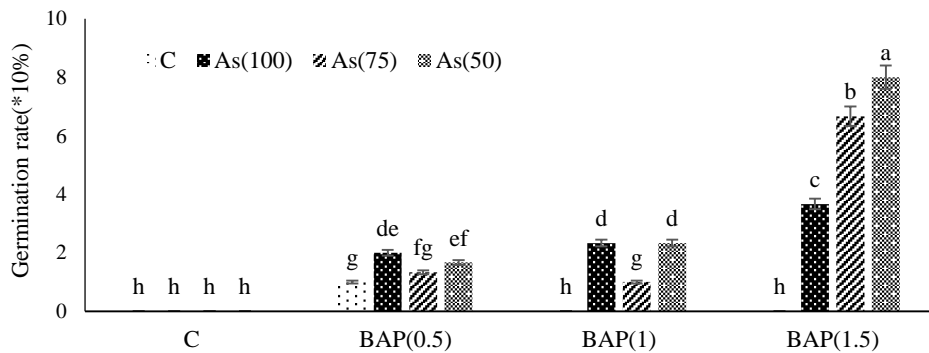 10
8
6
4
2
0
Germination rate(*10%)
C As(100) As(75) As(50)
h h h h
g de fg ef
h d g d
h c b a
C BAP(0.5) BAP(1) BAP(1.5)